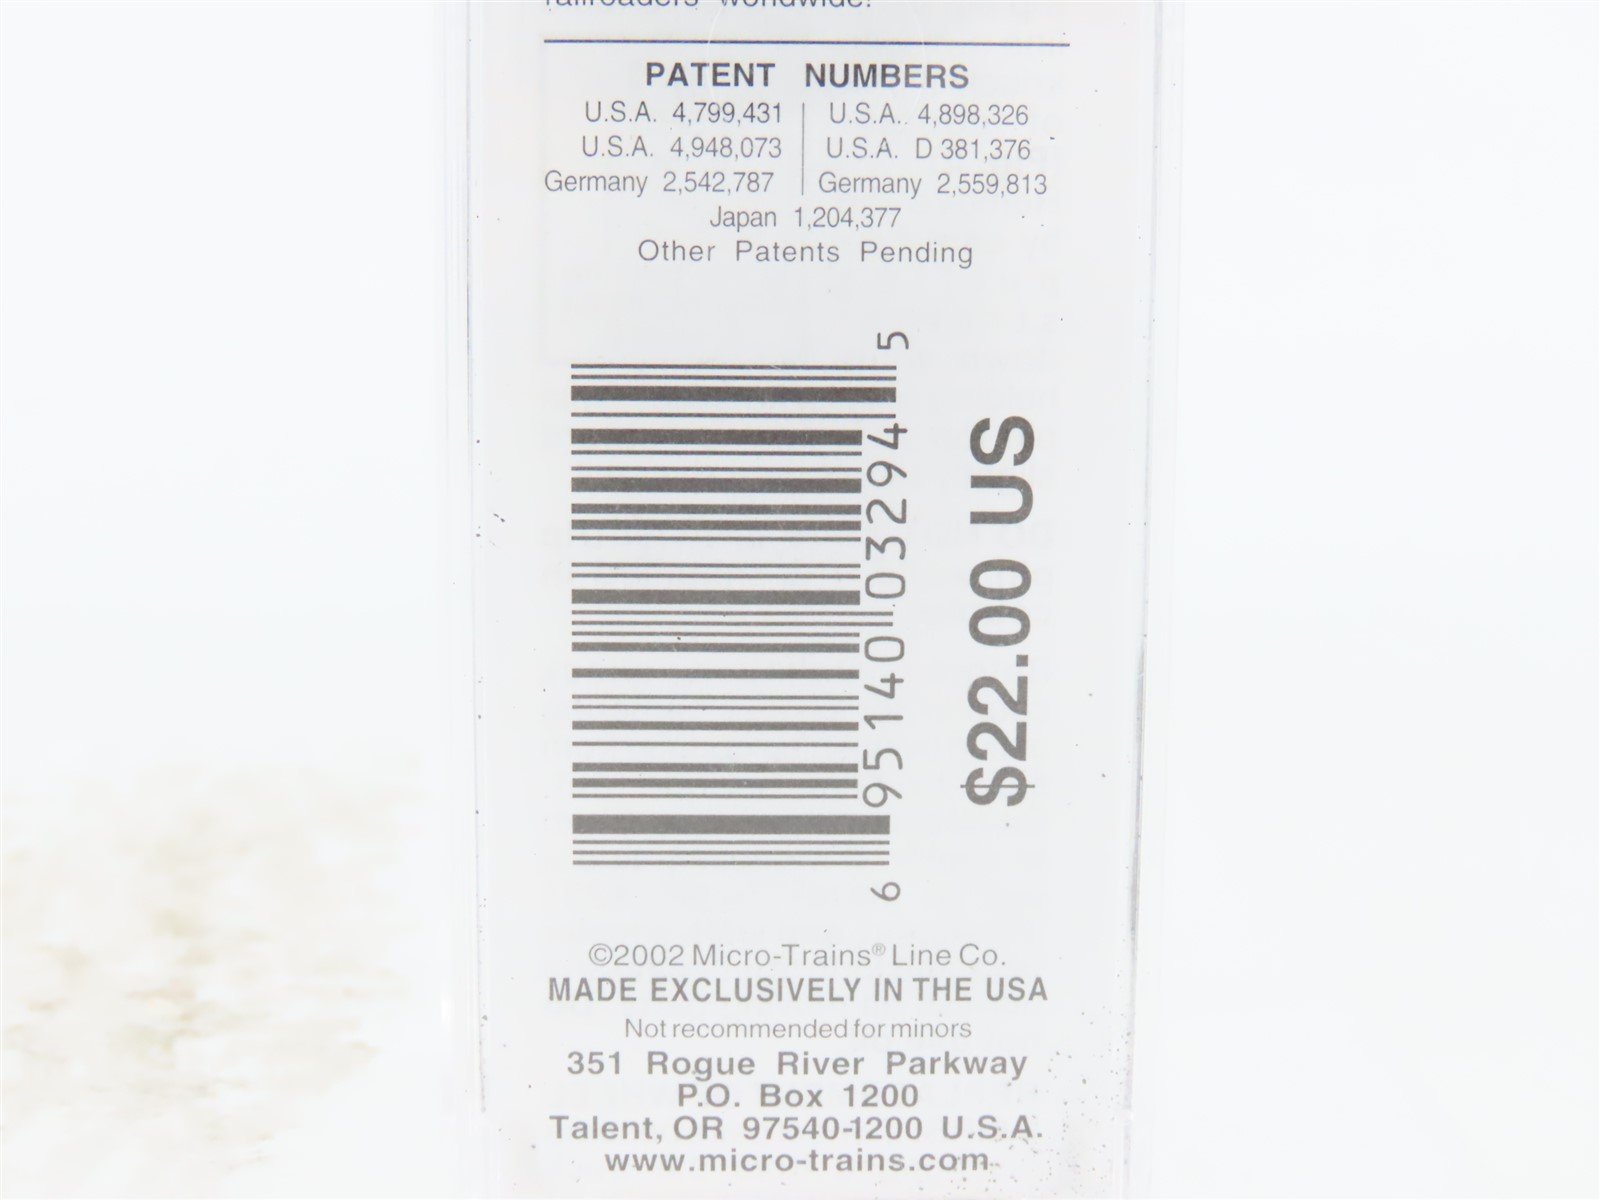 railroaders worldwide!
PATENT NUMBERS
U.S.A. 4,799,431 | U.S.A. 4,898,326
U.S.A. 4,948,073 | U.S.A. D 381,376
Germany 2,542,787 | Germany 2,559,813
Japan 1,204,377
Other Patents Pending
6 95140 03294 5
$22.00 US
©2002 Micro-Trains® Line Co.
MADE EXCLUSIVELY IN THE USA
Not recommended for minors
351 Rogue River Parkway
P.O. Box 1200
Talent, OR 97540-1200 U.S.A.
www.micro-trains.com